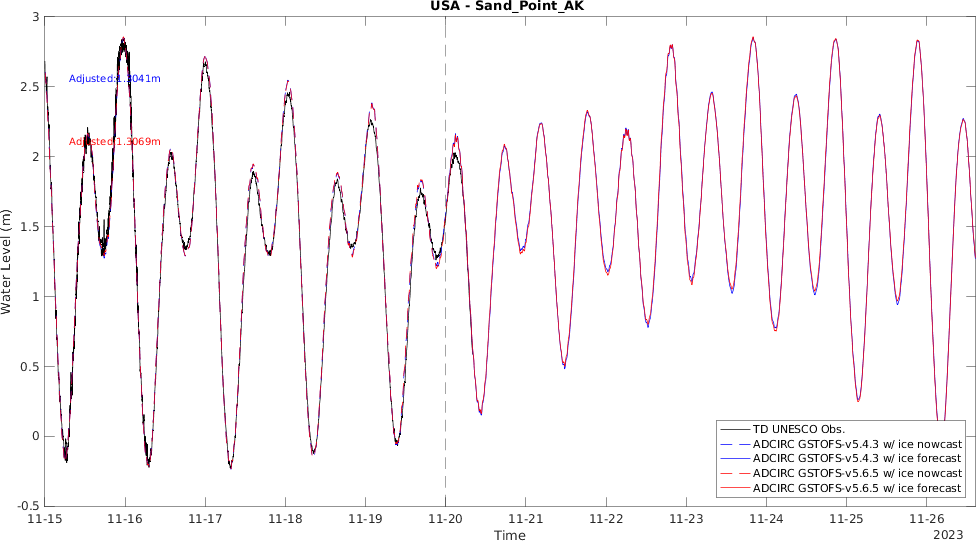 USA - Sand_Point_AK
3
2.5
2
1.5
1
0.5
0
-0.5
Water Level (m)
Adjusted:1.3041m
Adjusted:1.3069m
TD UNESCO Obs.
ADCIRC GSTOFS-v5.4.3 w/ ice nowcast
ADCIRC GSTOFS-v5.4.3 w/ ice forecast
ADCIRC GSTOFS-v5.6.5 w/ ice nowcast
ADCIRC GSTOFS-v5.6.5 w/ ice forecast
11-15 11-16 11-17 11-18 11-19 11-20 11-21 11-22 11-23 11-24 11-25 11-26
Time
2023